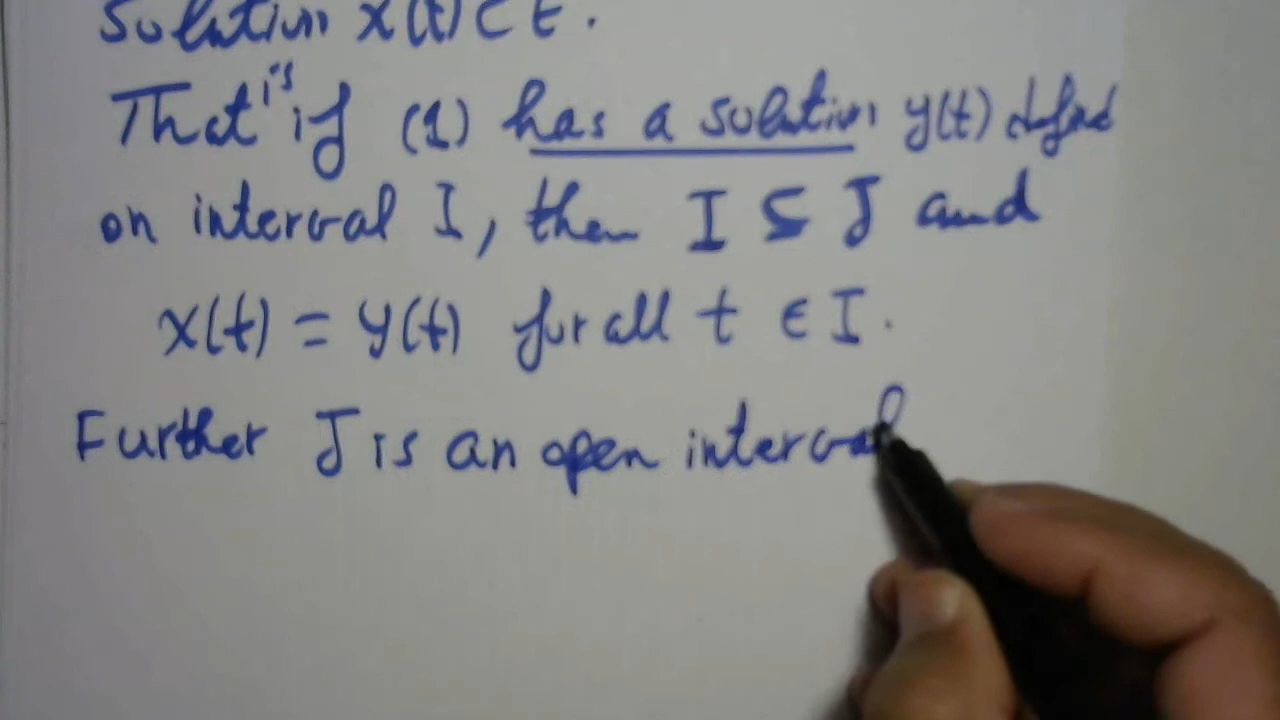 Solution x(t) ⊂ E.
That is if (1) has a solution y(t) defined
on interval I, then I ⊆ J and
x(t) = y(t) for all t ∈ I.
Further J is an open interval